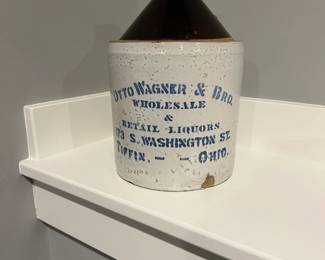 Otto Wagner & Bro.
WHOLESALE
&
RETAIL LIQUORS
S. WASHINGTON ST.
TIFFIN, - - OHIO.